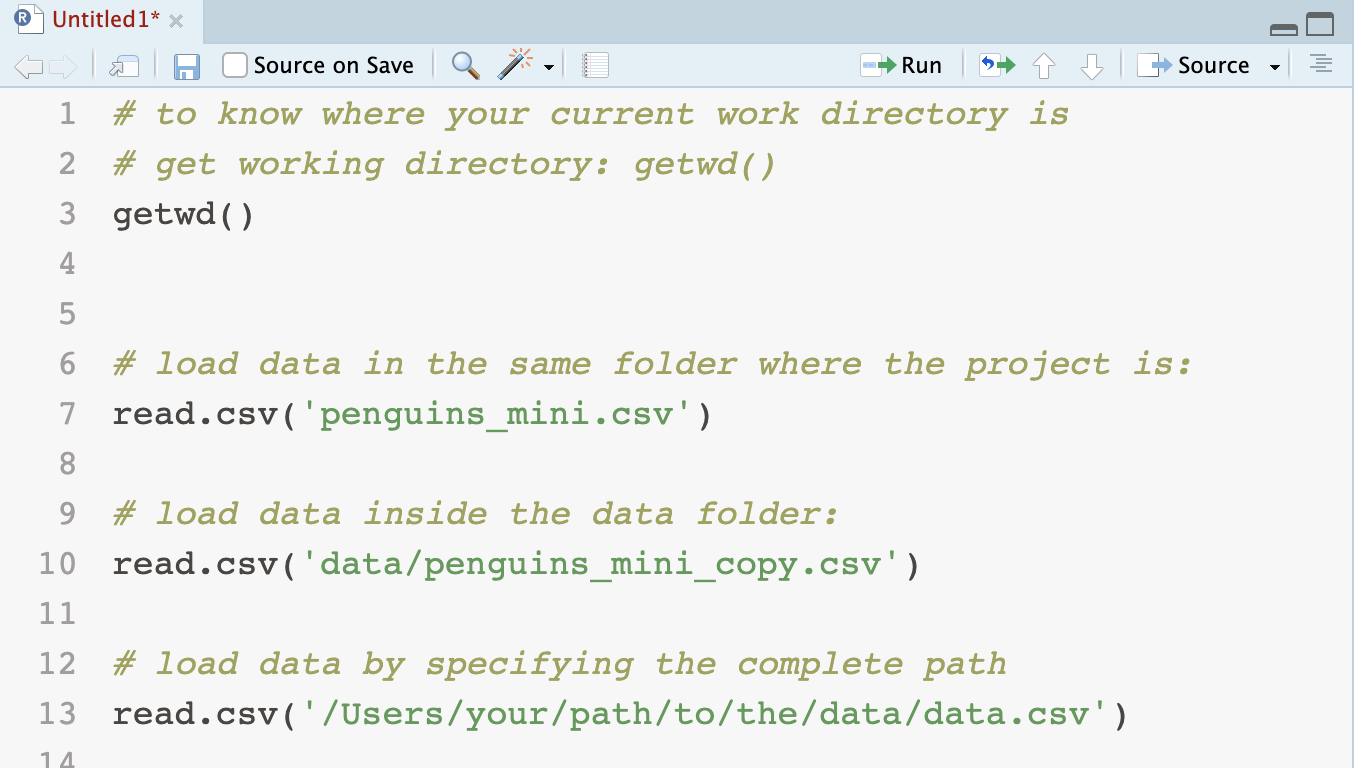 Untitled1*
Source on Save
Run
Source
1 # to know where your current work directory is
2 # get working directory: getwd()
3 getwd()
4
5
6 # load data in the same folder where the project is:
7 read.csv('penguins_mini.csv')
8
9 # load data inside the data folder:
10 read.csv('data/penguins_mini_copy.csv')
11
12 # load data by specifying the complete path
13 read.csv('/Users/your/path/to/the/data/data.csv')
14